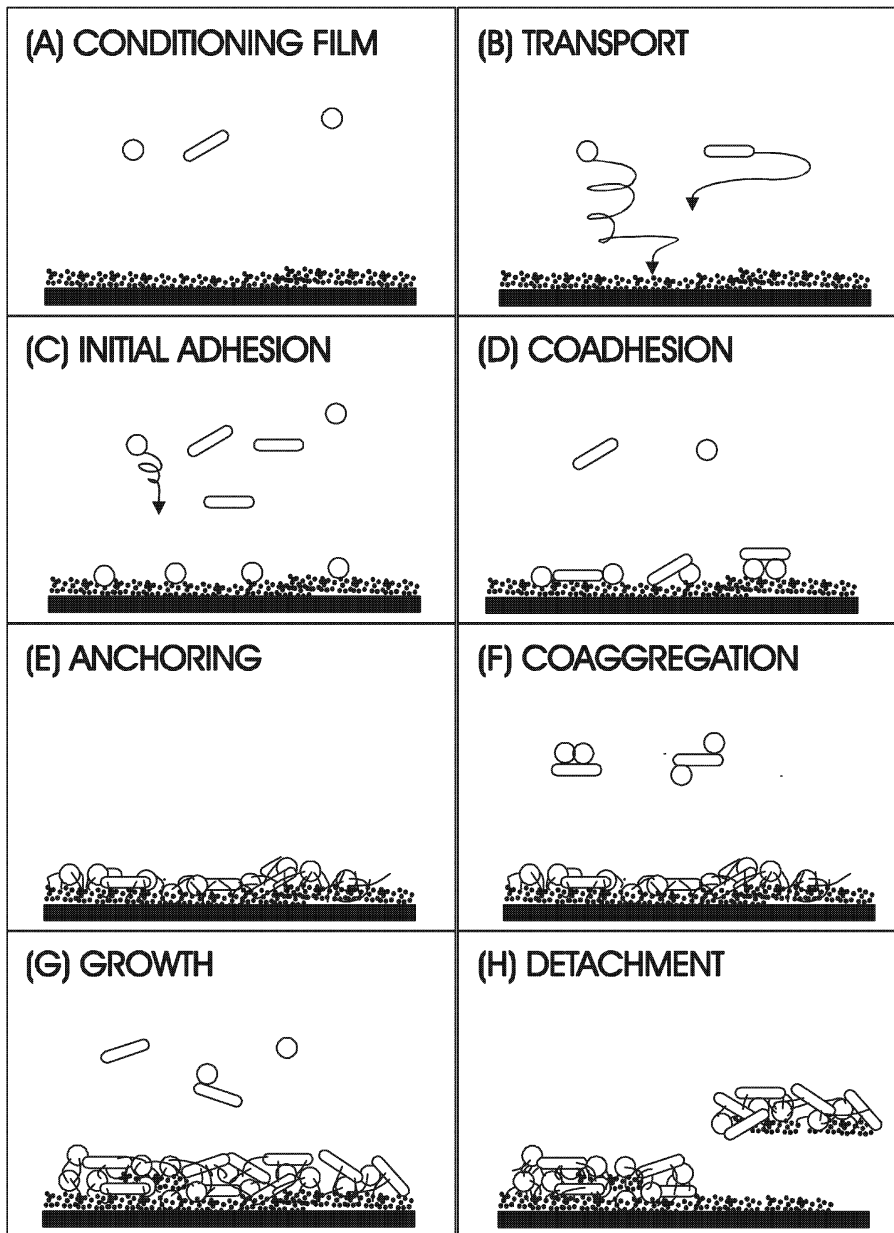 (A) CONDITIONING FILM
(B) TRANSPORT
(C) INITIAL ADHESION
(D) COADHESION
(E) ANCHORING
(F) COAGGREGATION
(G) GROWTH
(H) DETACHMENT